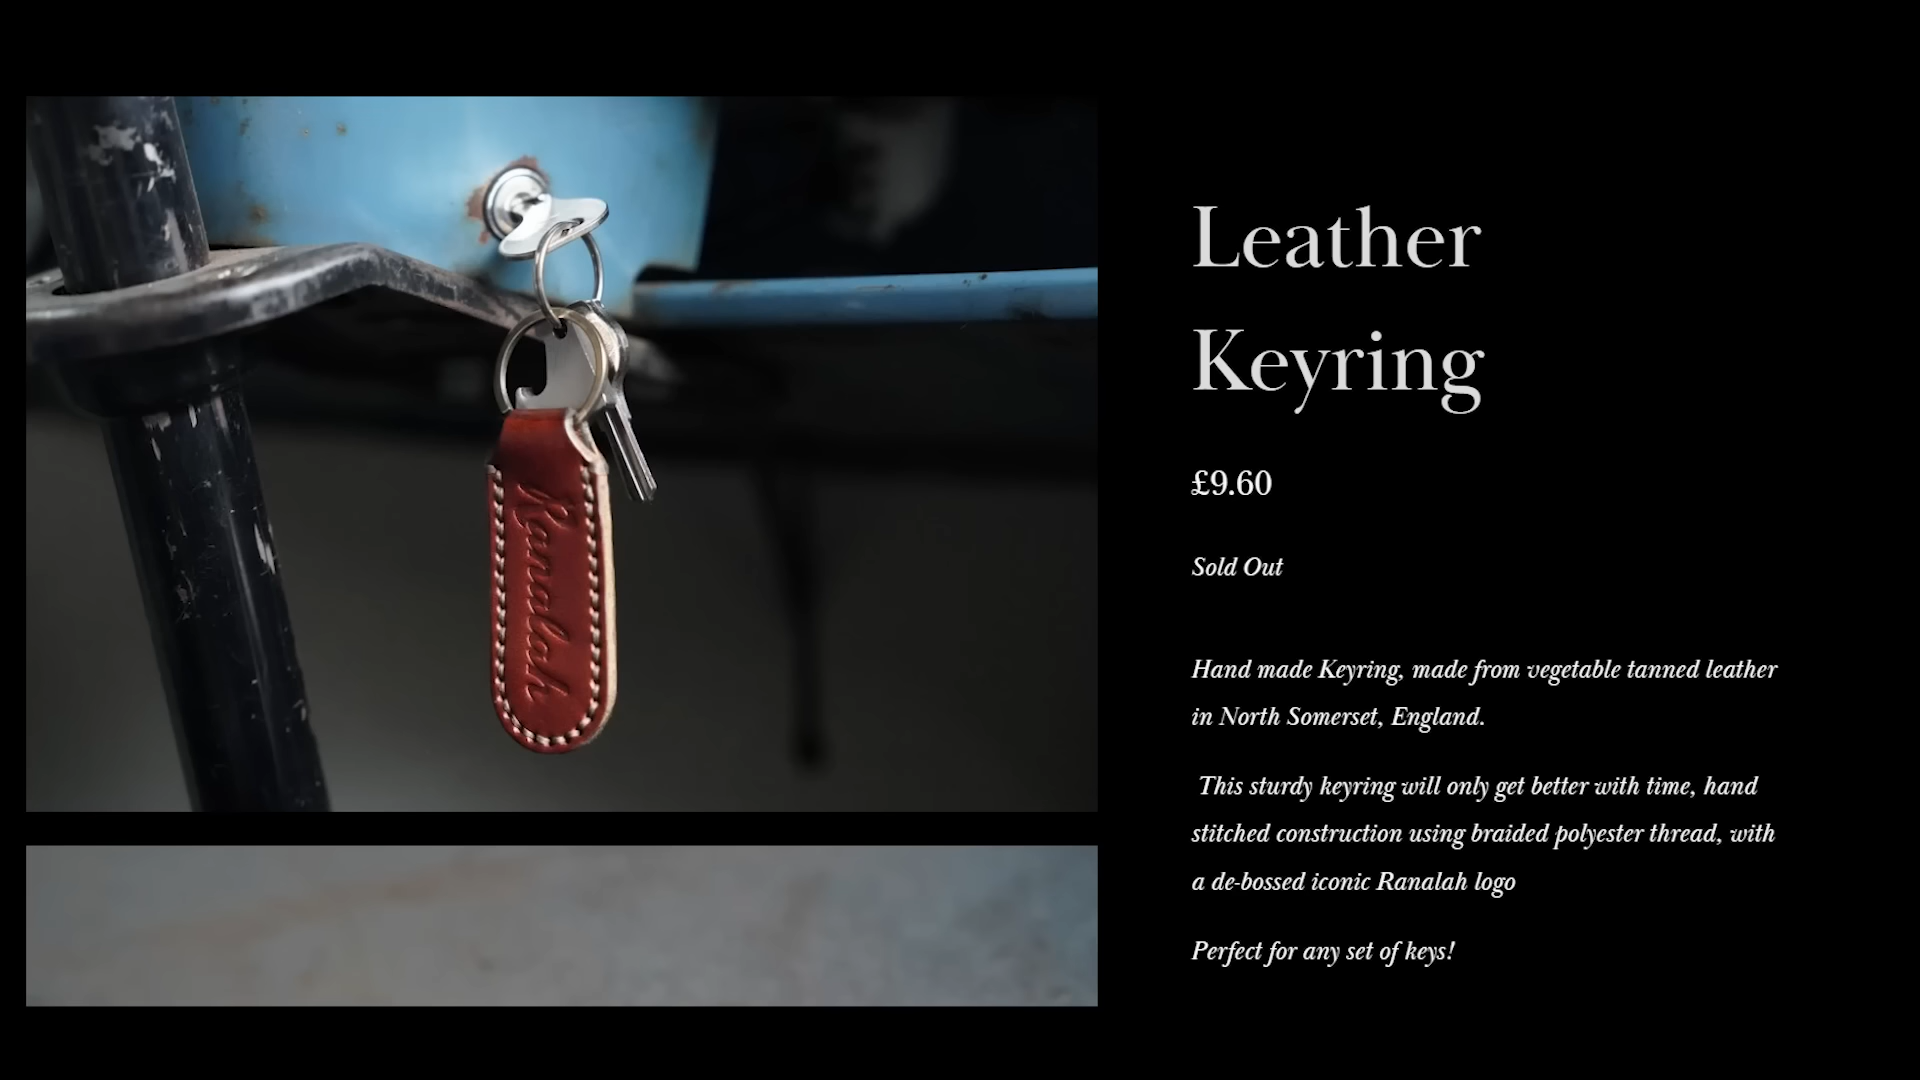 Ranalah
Leather
Keyring
£9.60
Sold Out
Hand made Keyring, made from vegetable tanned leather
in North Somerset, England.
This sturdy keyring will only get better with time, hand
stitched construction using braided polyester thread, with
a de-bossed iconic Ranalah logo
Perfect for any set of keys!